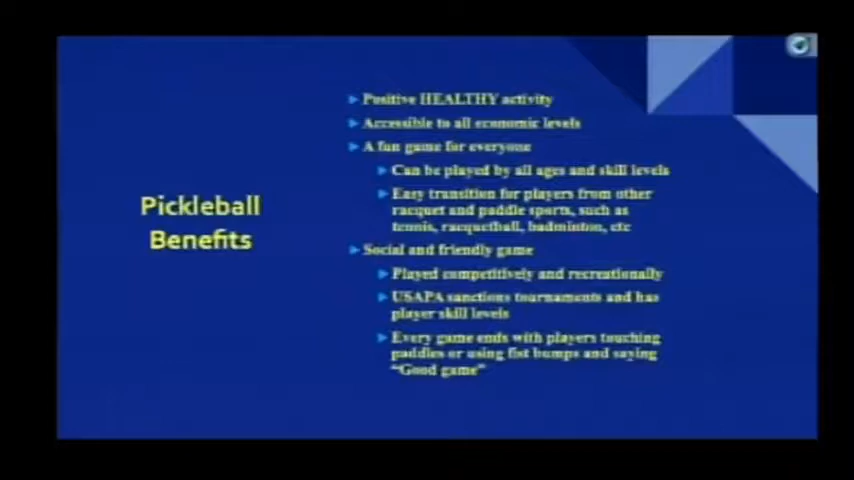 Pickleball
Benefits
Positive HEALTHY activity
Accessible to all economic levels
A fun game for everyone
Can be played by all ages and skill levels
Easy transition for players from other
racquet and paddle sports, such as
tennis, racquetball, badminton, etc
Social and friendly game
Played competitively and recreationally
USAPA sanctions tournaments and has
player skill levels
Every game ends with players touching
paddles or using fist bumps and saying
“Good game”